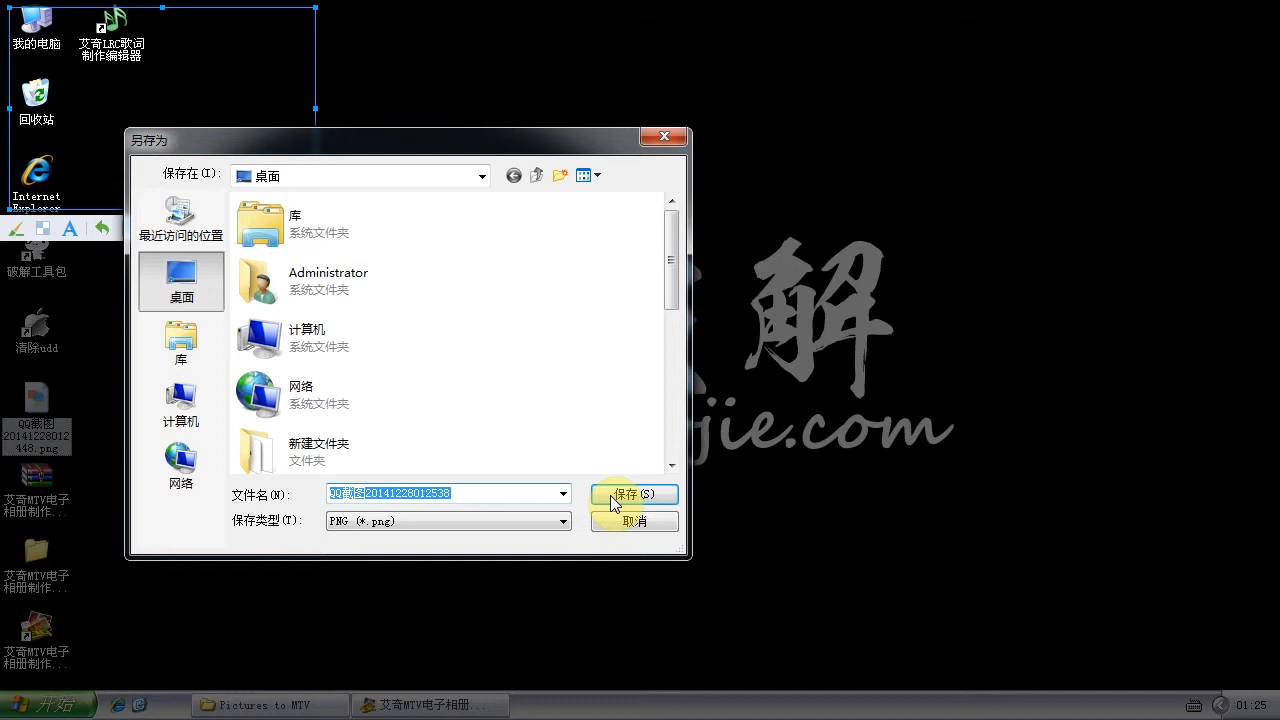 我的电脑
艾奇LRC歌词
制作编辑器
回收站
Internet
Explorer
破解工具包
清除udd
QQ截图
20141228012
448.png
艾奇MTV电子
相册制作...
艾奇MTV电子
相册制作...
艾奇MTV电子
相册制作...
另存为
保存在(I):
桌面
最近访问的位置
桌面
库
计算机
网络
库
系统文件夹
Administrator
系统文件夹
计算机
系统文件夹
网络
系统文件夹
新建文件夹
文件夹
文件名(N):
QQ截图20141228012538
保存(S)
保存类型(T):
PNG (*.png)
取消
解
jie.com
开始
Pictures to MTV
艾奇MTV电子相册...
01:25